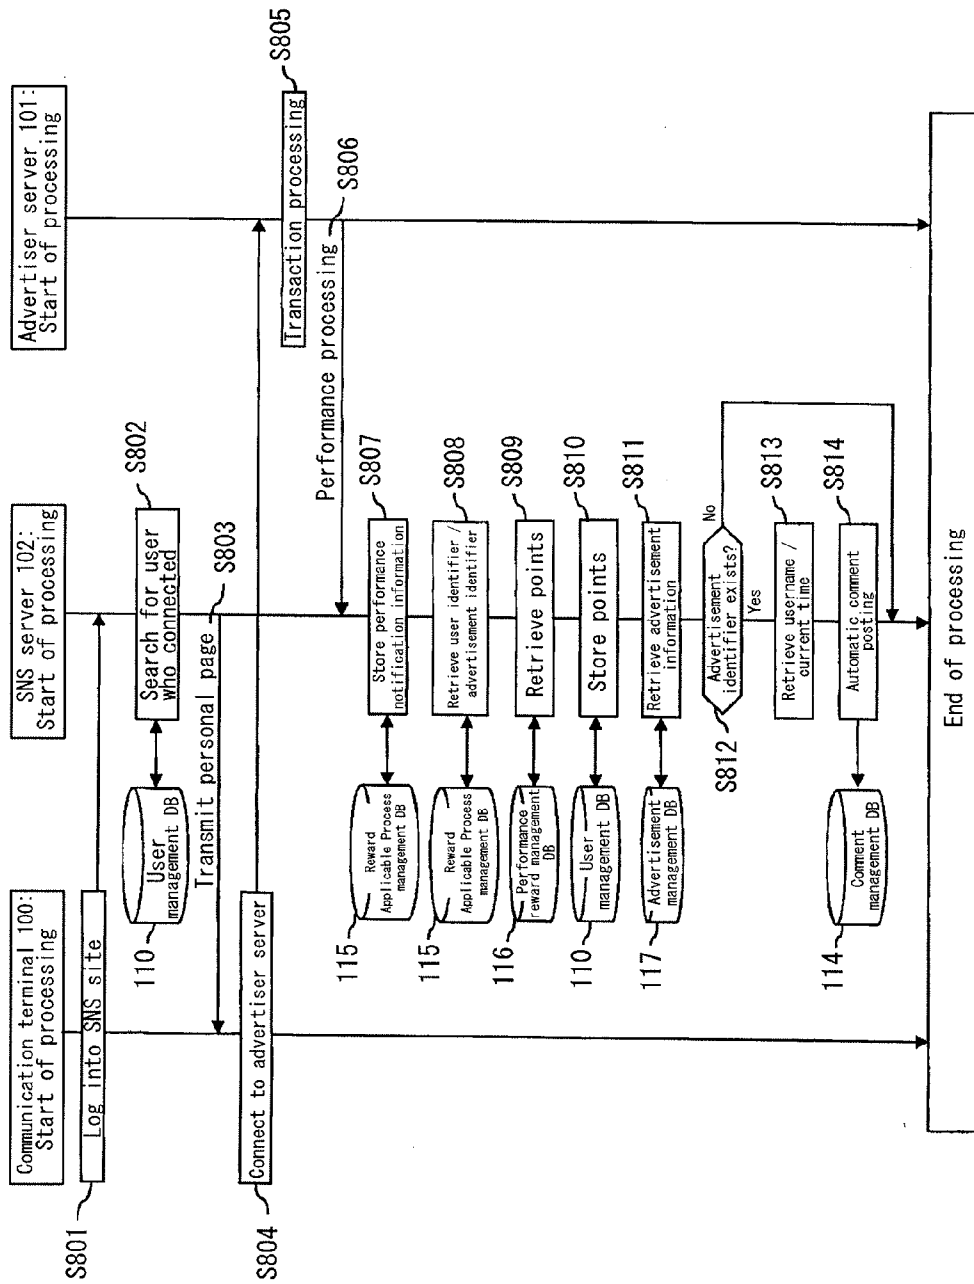 Communication terminal 100:
Start of processing
SNS server 102:
Start of processing
Advertiser server 101:
Start of processing
S801
Log into SNS site
110
User
management DB
Search for user
who connected
S802
Transmit personal page
S803
S804
Connect to advertiser server
Transaction processing
S805
Performance processing
S806
115
Reward
Applicable Process
management DB
Store performance
notification information
S807
115
Reward
Applicable Process
management DB
Retrieve user identifier /
advertisement identifier
S808
116
Performance
reward management
DB
Retrieve points
S809
110
User
management DB
Store points
S810
117
Advertisement
management DB
Retrieve advertisement
information
S811
S812
Advertisement
identifier exists?
No
Yes
Retrieve username /
current time
S813
114
Comment
management DB
Automatic comment
posting
S814
End of processing